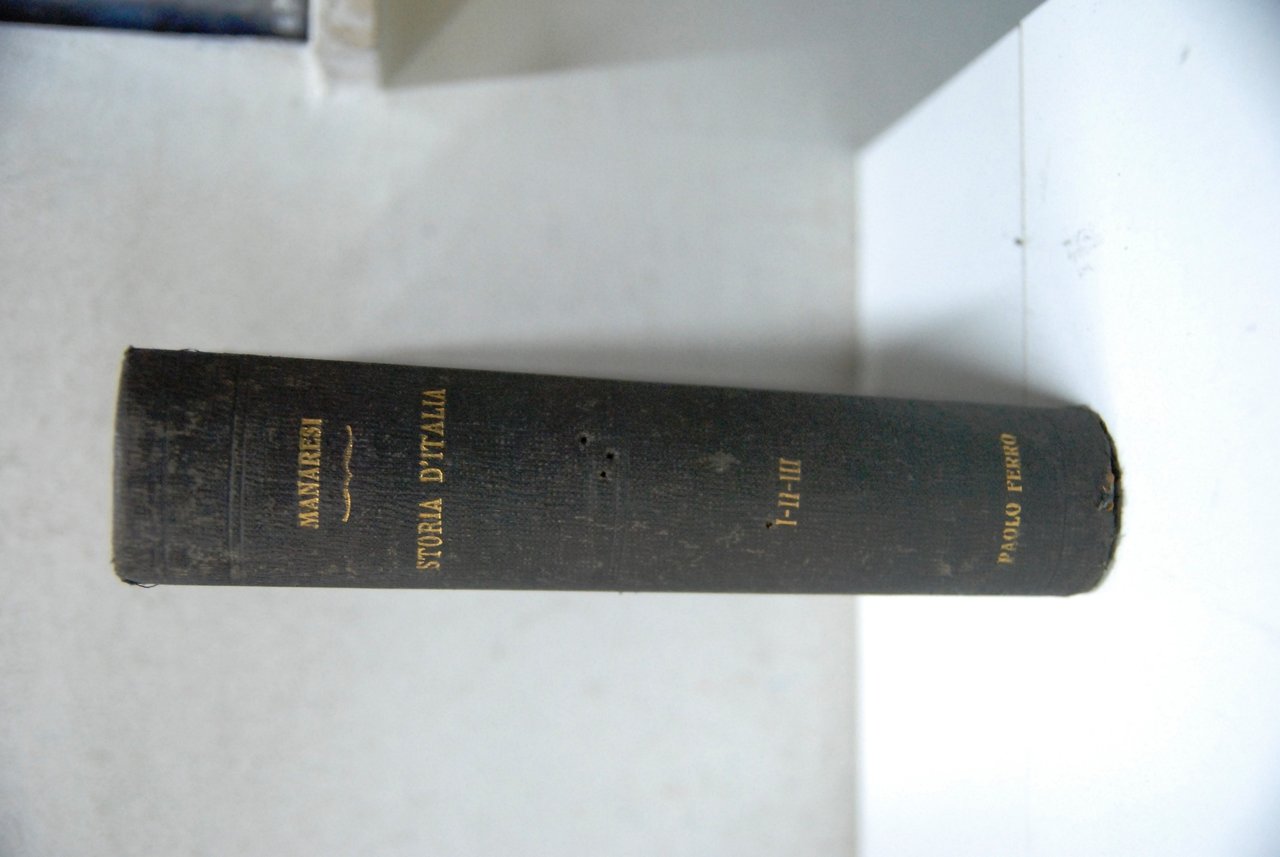 MANARESI
STORIA D'ITALIA
I-II-III
PAOLO FERRO